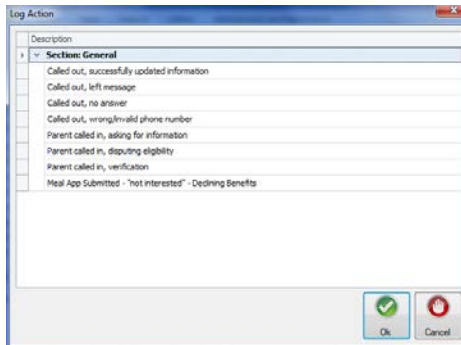 Log Action
Description
Section: General
Called out, successfully updated information
Called out, left message
Called out, no answer
Called out, wrong/invalid phone number
Parent called in, asking for information
Parent called in, disputing eligibility
Parent called in, verification
Meal App Submitted - "not interested" - Declining Benefits
Ok Cancel